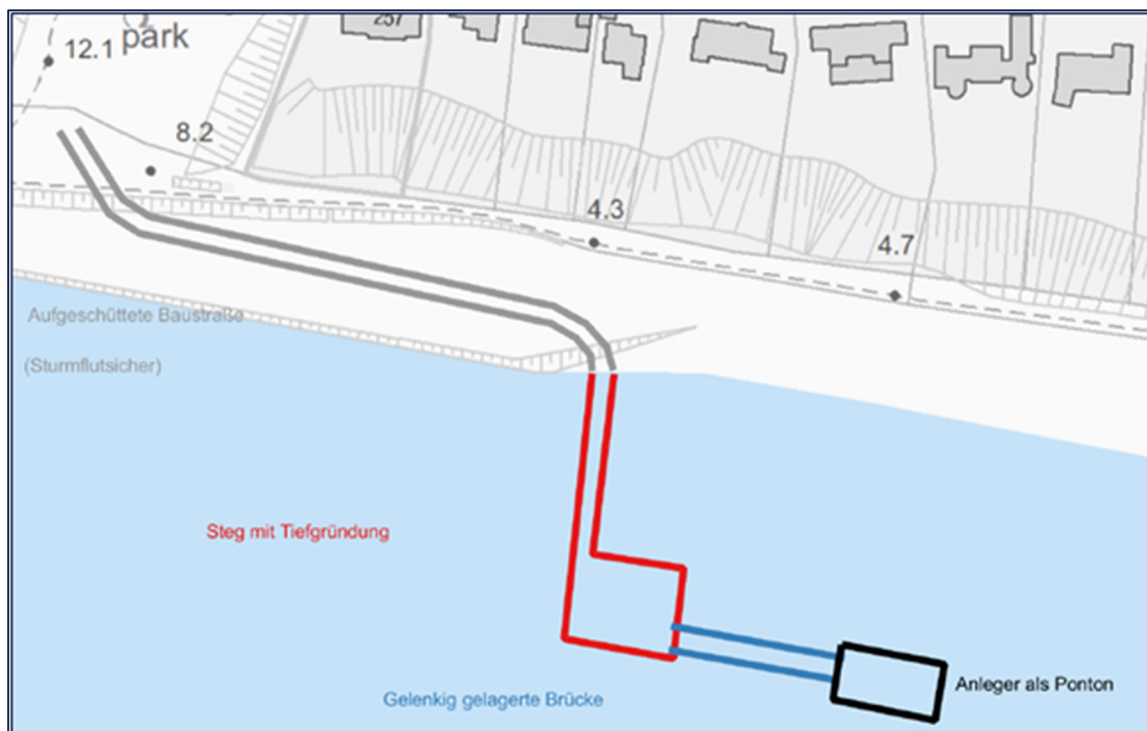 257
12.1 park
8.2
4.3
4.7
Aufgeschüttete Baustraße
(Sturmflutsicher)
Steg mit Tiefgründung
Anleger als Ponton
Gelenkig gelagerte Brücke